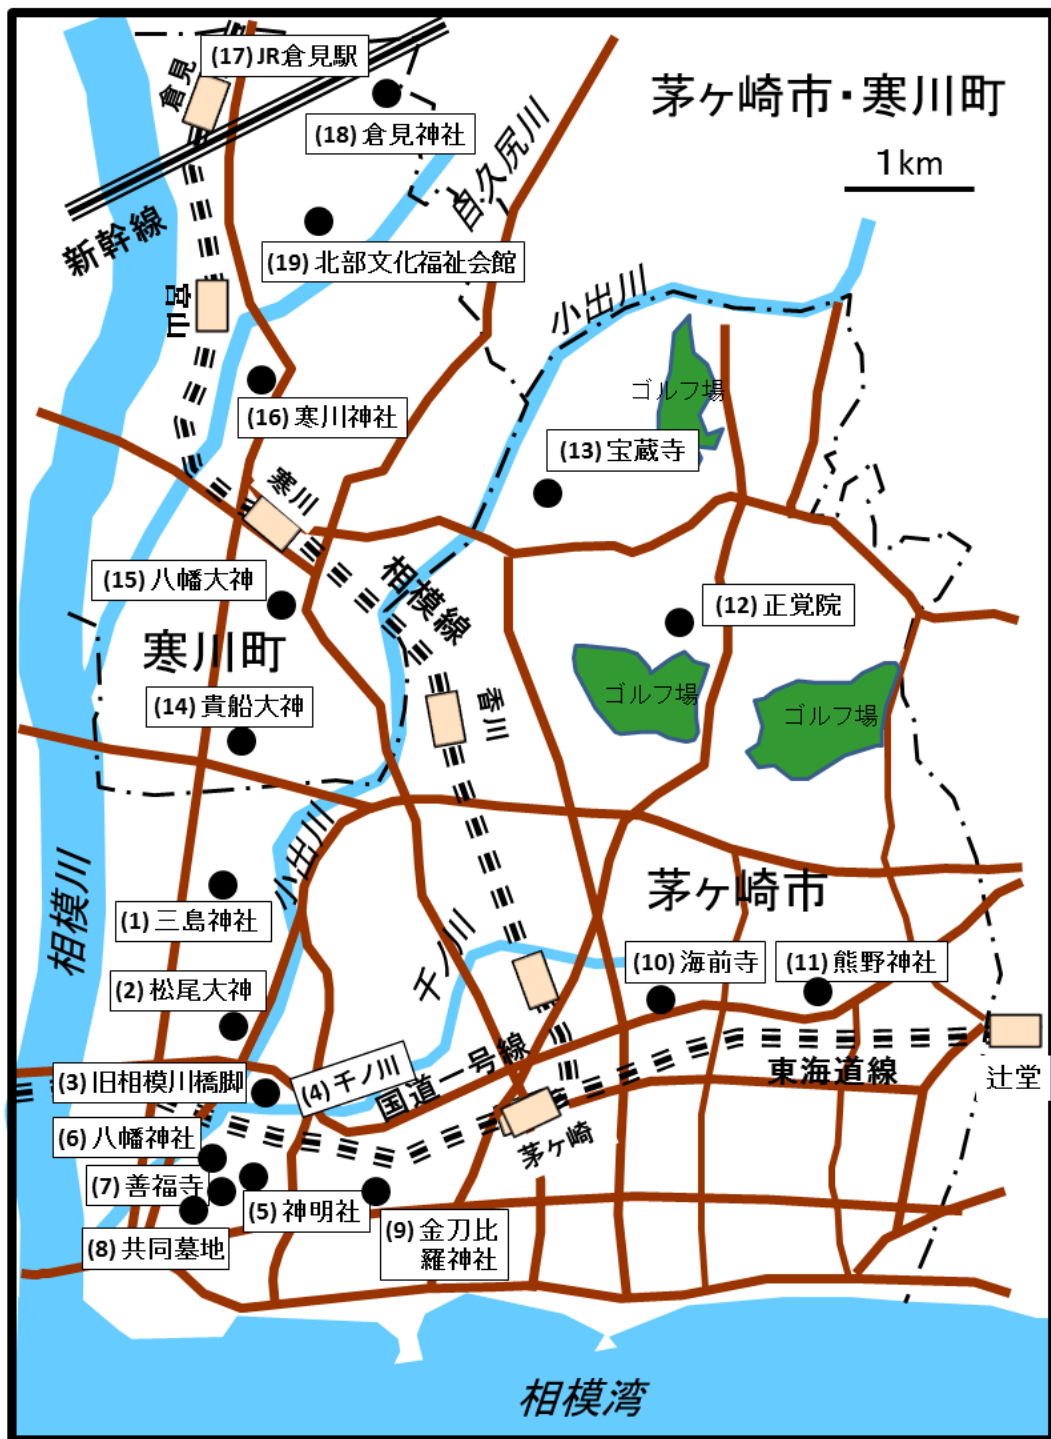 (17) JR倉見駅
倉見
茅ヶ崎市・寒川町
1km
(18) 倉見神社
目久尻川
新幹線
(19) 北部文化福祉会館
宮山
小出川
ゴルフ場
(16) 寒川神社
(13) 宝蔵寺
寒川
相模線
(15) 八幡大神
(12) 正覚院
寒川町
ゴルフ場
ゴルフ場
(14) 貴船大神
香川
小出川
相模川
茅ヶ崎市
(1) 三島神社
千ノ川
(10) 海前寺
(11) 熊野神社
(2) 松尾大神
国道一号線
東海道線
辻堂
(3) 旧相模川橋脚
(4) 千ノ川
(6) 八幡神社
茅ヶ崎
(7) 善福寺
(5) 神明社
(9) 金刀比
羅神社
(8) 共同墓地
相模湾